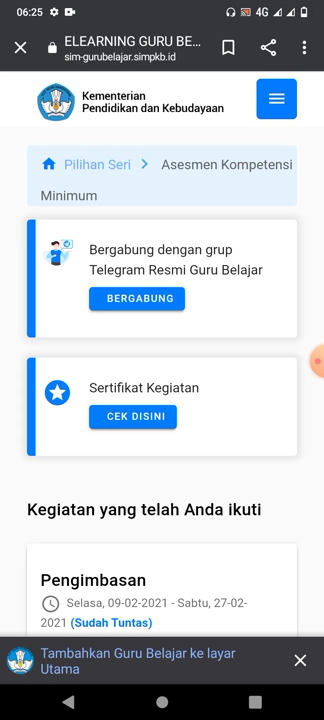 06:25 4G
ELEARNING GURU BE...
sim-gurubelajar.simpkb.id
Kementerian
Pendidikan dan Kebudayaan
Pilihan Seri > Asesmen Kompetensi
Minimum
Bergabung dengan grup
Telegram Resmi Guru Belajar
BERGABUNG
Sertifikat Kegiatan
CEK DISINI
Kegiatan yang telah Anda ikuti
Pengimbasan
Selasa, 09-02-2021 - Sabtu, 27-02-
2021 (Sudah Tuntas)
Tambahkan Guru Belajar ke layar
Utama